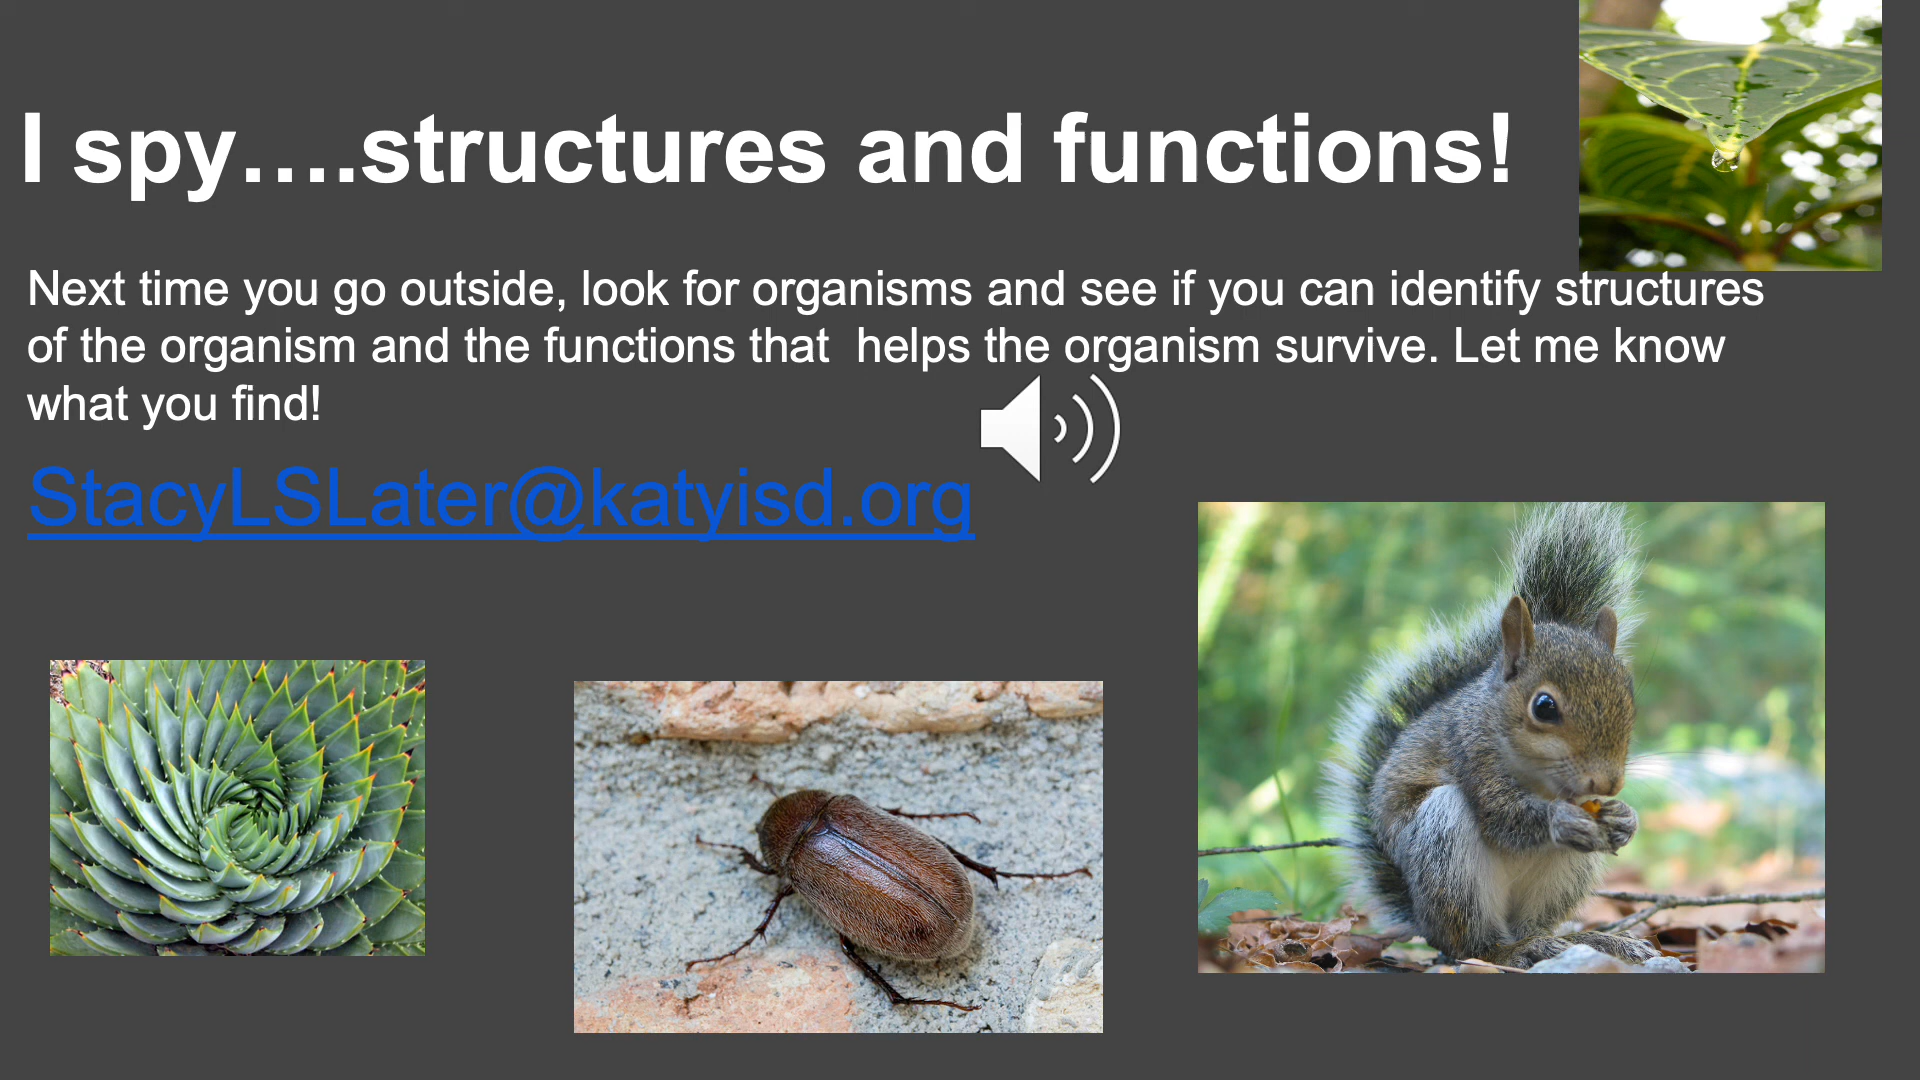 I spy….structures and functions!
Next time you go outside, look for organisms and see if you can identify structures
of the organism and the functions that  helps the organism survive. Let me know
what you find!
StacyLSLater@katyisd.org